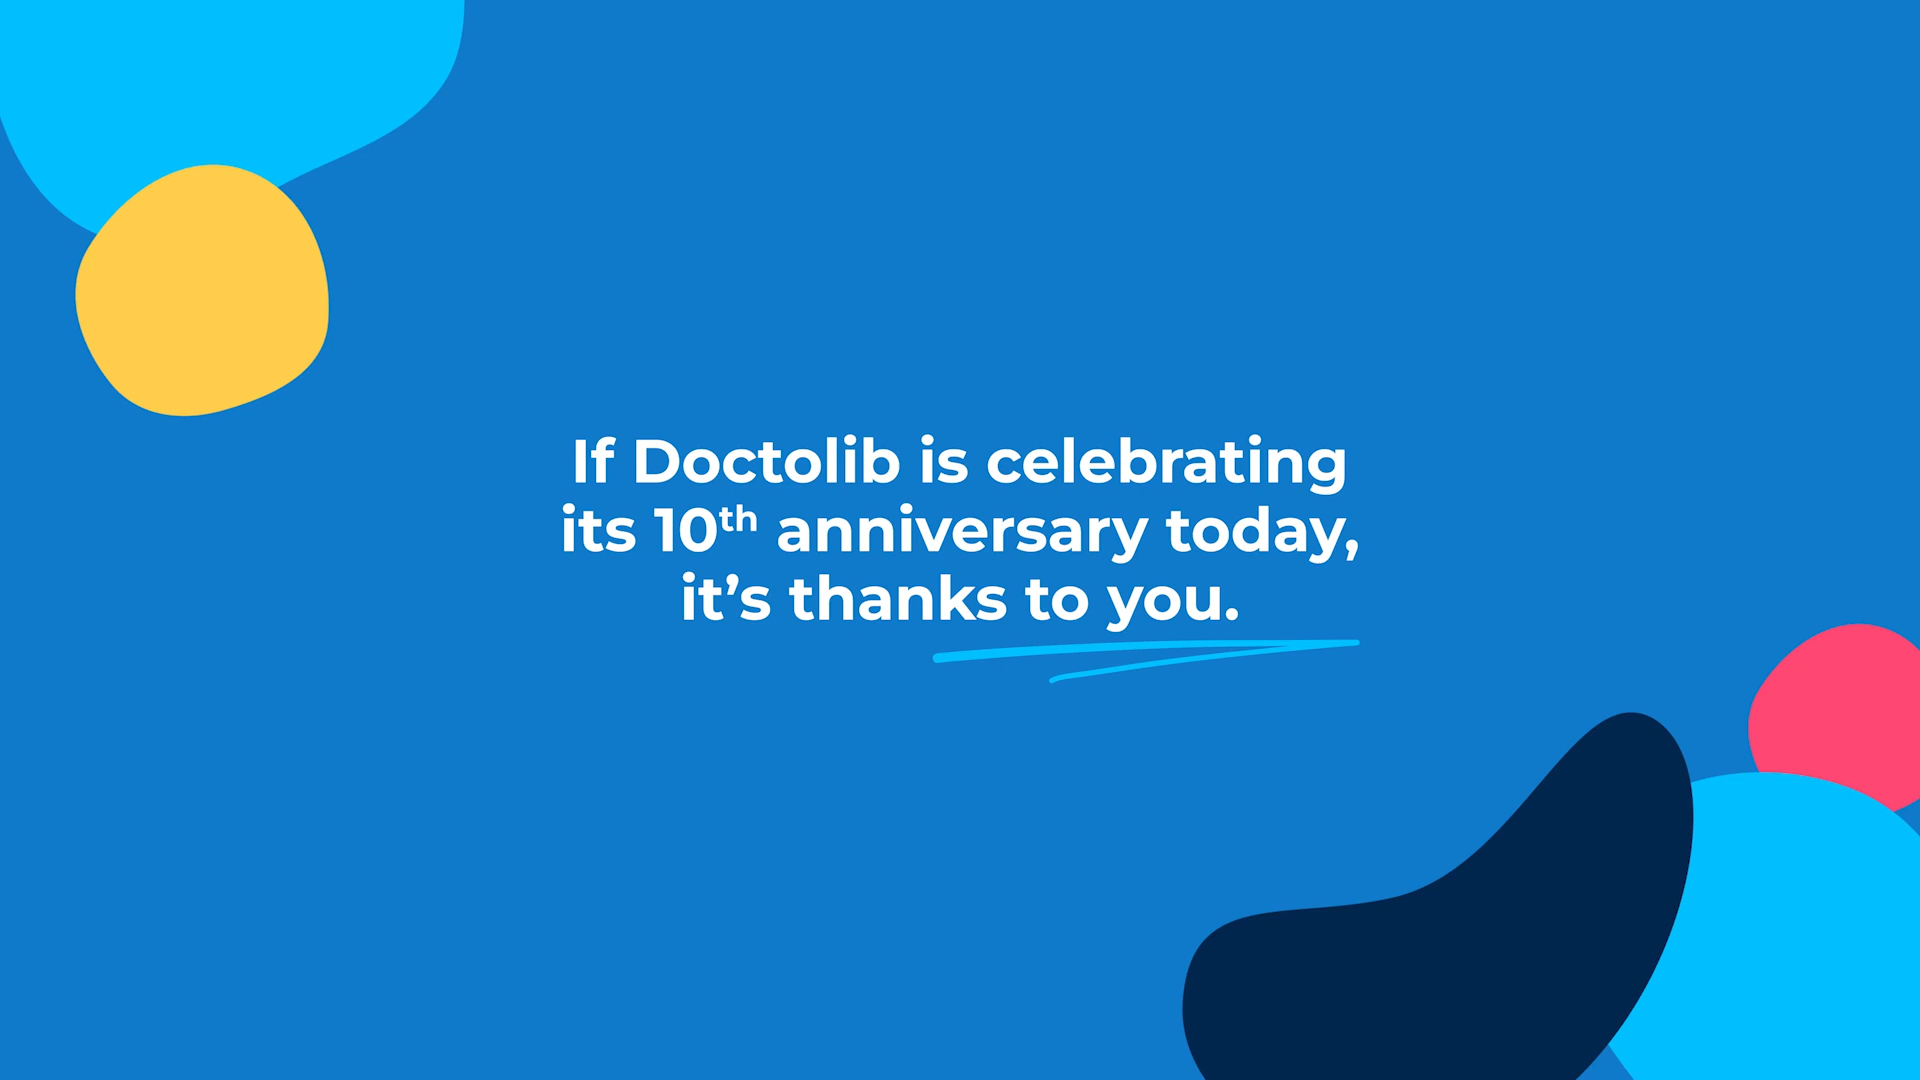 If Doctolib is celebrating
its 10th anniversary today,
it’s thanks to you.